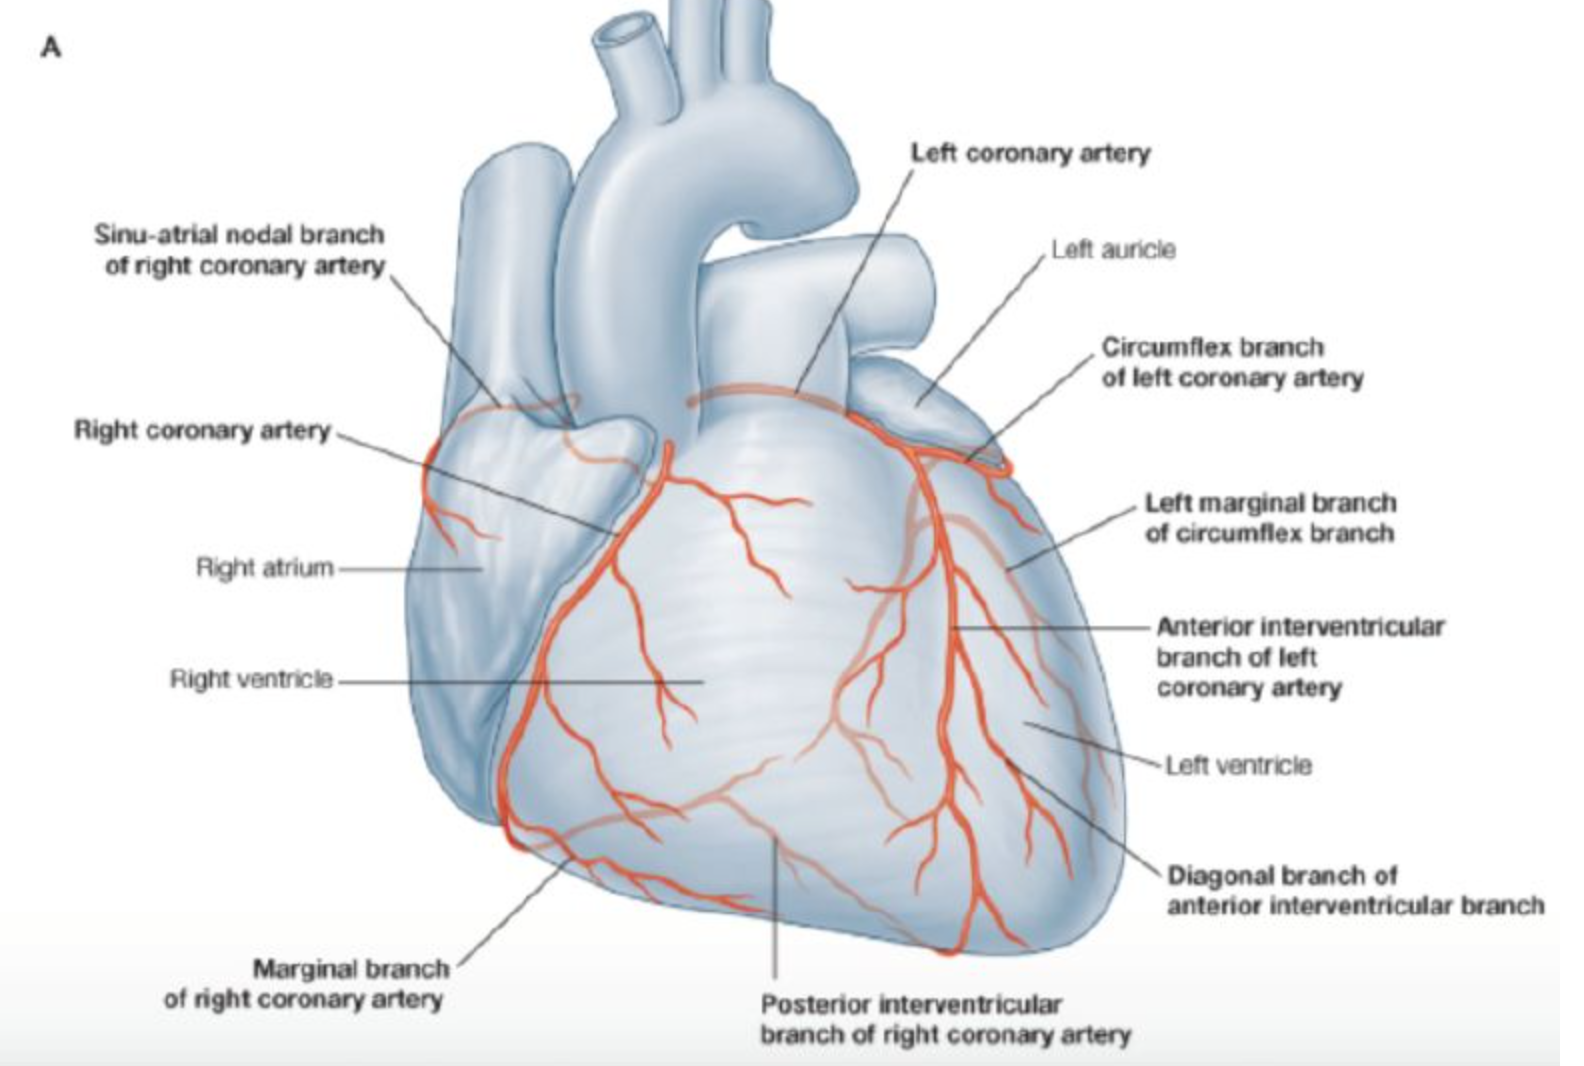 A
Left coronary artery
Left auricle
Sinu-atrial nodal branch
of right coronary artery
Circumflex branch
of left coronary artery
Right coronary artery
Left marginal branch
of circumflex branch
Right atrium
Anterior interventricular
branch of left
coronary artery
Right ventricle
Left ventricle
Diagonal branch of
anterior interventricular branch
Marginal branch
of right coronary artery
Posterior interventricular
branch of right coronary artery